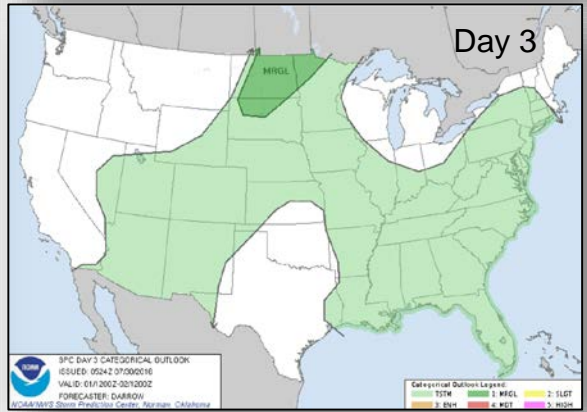 Day 3
MRGL
SPC DAY 3 CATEGORICAL OUTLOOK
ISSUED: 0524Z 07/30/2016
VALID: 01/1200Z-02/1200Z
FORECASTER: DARROW
NOAA/NWS Storm Prediction Center, Norman, Oklahoma
Categorical Outlook Legend:
TSTM 1: MRGL 2: SLGT
3: ENH 4: MDT 5: HIGH